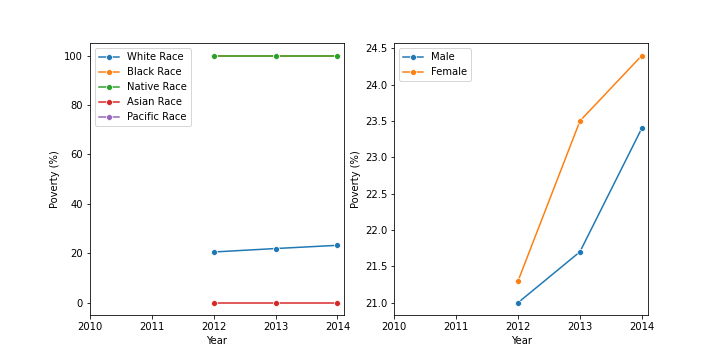 White Race
Black Race
Native Race
Asian Race
Pacific Race
100
80
60
40
20
0
Poverty (%)
2010 2011 2012 2013 2014
Year
Male
Female
24.5
24.0
23.5
23.0
22.5
22.0
21.5
21.0
Poverty (%)
2010 2011 2012 2013 2014
Year